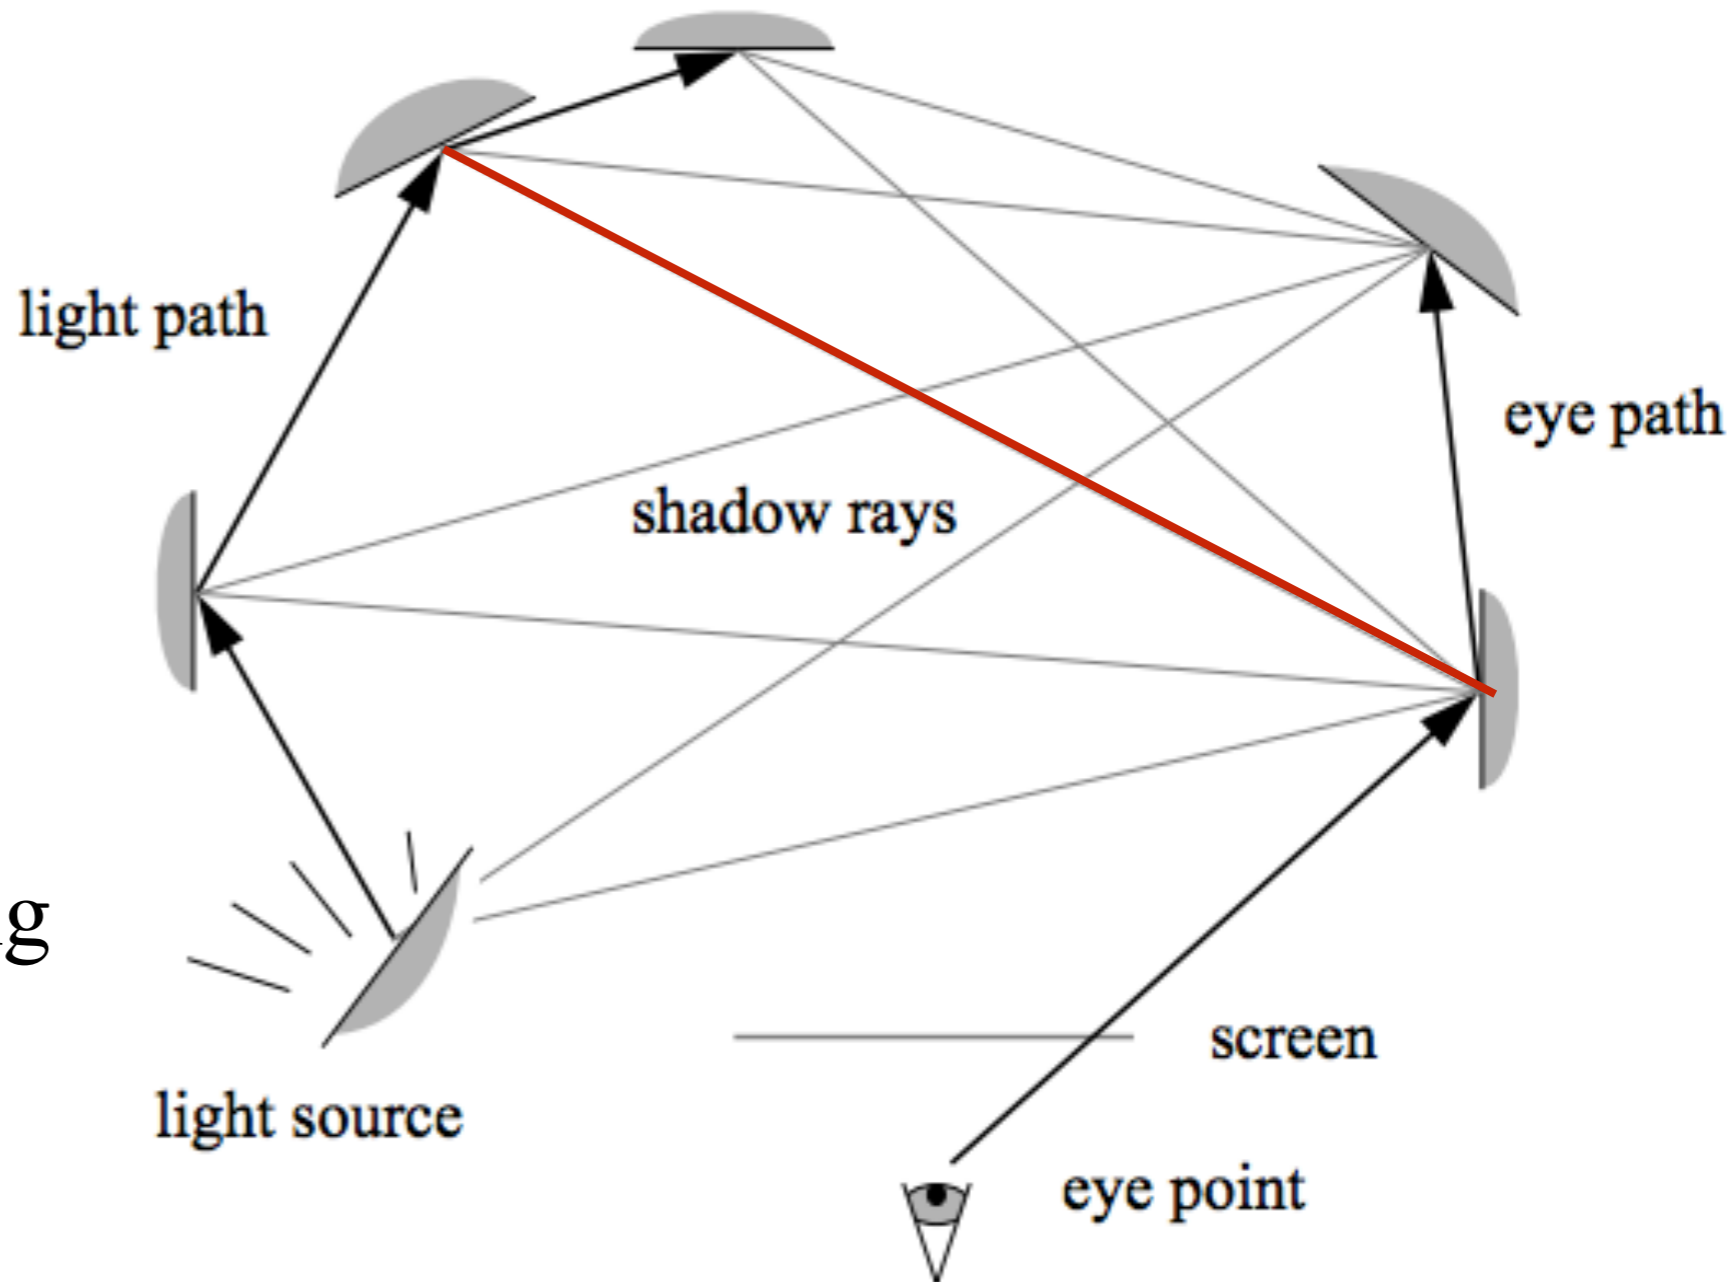 light path
eye path
shadow rays
screen
light source
eye point